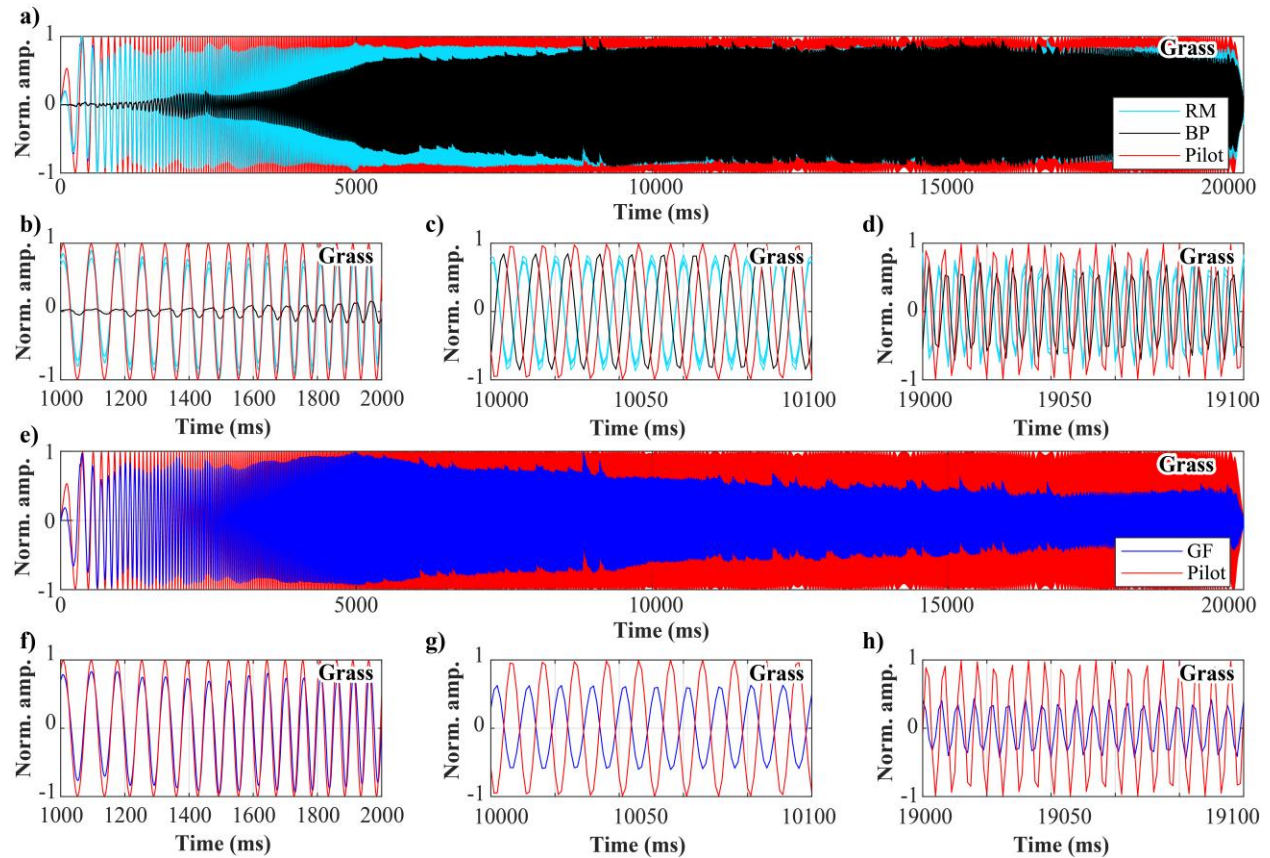 a)
Norm. amp.
1
0
-1
Grass
RM
BP
Pilot
0
5000
10000
15000
20000
Time (ms)
b)
Norm. amp.
1
0
-1
Grass
1000
1200
1400
1600
1800
2000
Time (ms)
c)
Norm. amp.
1
0
-1
Grass
10000
10050
10100
Time (ms)
d)
Norm. amp.
1
0
-1
Grass
19000
19050
19100
Time (ms)
e)
Norm. amp.
1
0
-1
Grass
GF
Pilot
0
5000
10000
15000
20000
Time (ms)
f)
Norm. amp.
1
0
-1
Grass
1000
1200
1400
1600
1800
2000
Time (ms)
g)
Norm. amp.
1
0
-1
Grass
10000
10050
10100
Time (ms)
h)
Norm. amp.
1
0
-1
Grass
19000
19050
19100
Time (ms)